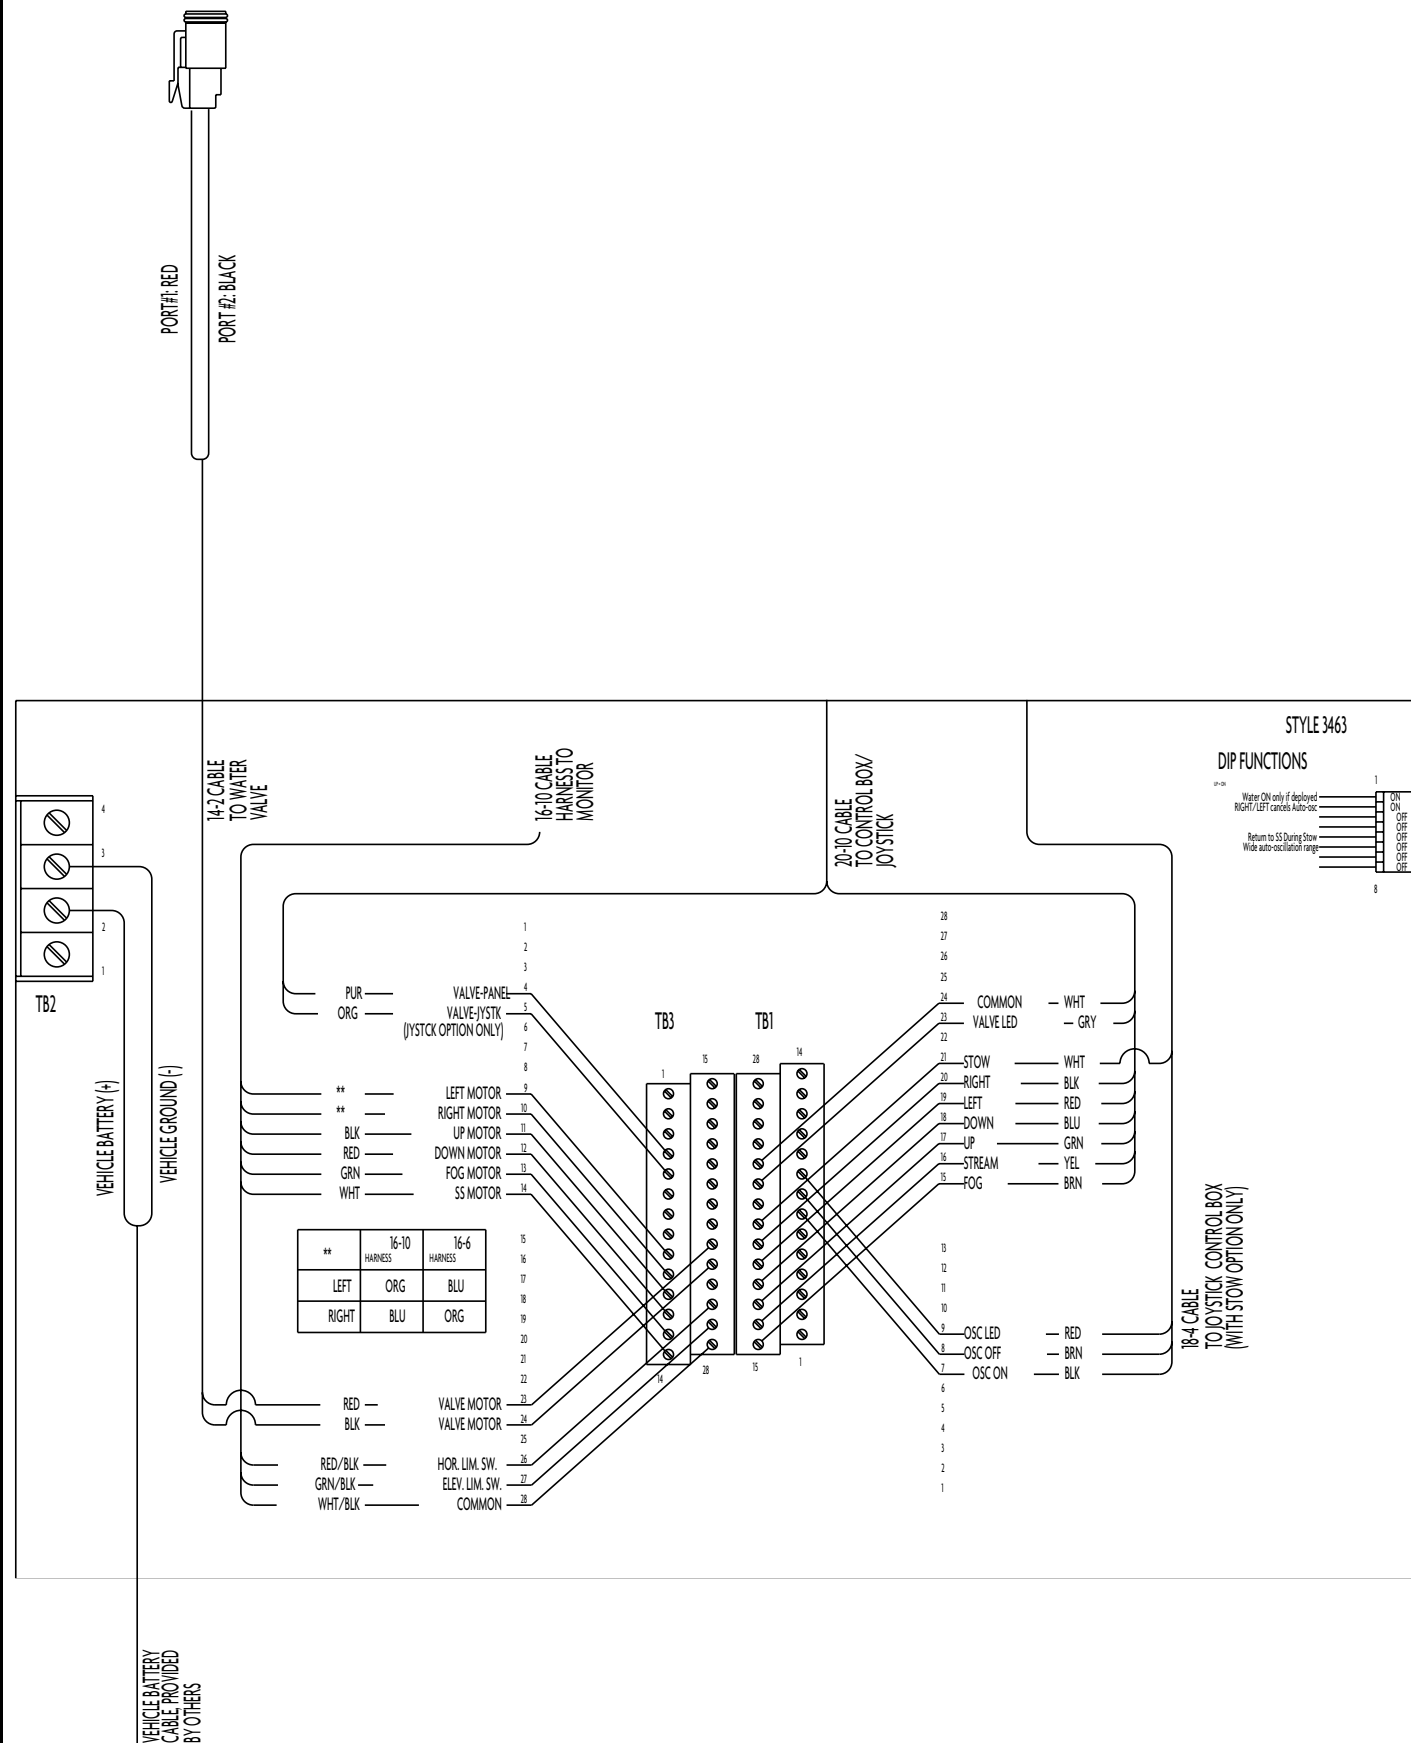 PORT#1: RED
PORT #2: BLACK
STYLE 3463
DIP FUNCTIONS
UP = ON
1
Water ON only if deployed
RIGHT/LEFT cancels Auto-osc
Return to SS During Stow
Wide auto-oscillation range
ON
ON
OFF
OFF
OFF
OFF
OFF
OFF
8
14-2 CABLE
TO WATER
VALVE
16-10 CABLE
HARNESS TO
MONITOR
20-10 CABLE
TO CONTROL BOX/
JOYSTICK
4
3
2
1
TB2
VEHICLE BATTERY (+)
VEHICLE GROUND (-)
1
2
3
PUR VALVE-PANEL 4
ORG VALVE-JYSTK 5
(JYSTCK OPTION ONLY) 6
7
8
** LEFT MOTOR 9
** RIGHT MOTOR 10
BLK UP MOTOR 11
RED DOWN MOTOR 12
GRN FOG MOTOR 13
WHT SS MOTOR 14
15
16
17
18
19
20
21
22
RED VALVE MOTOR 23
BLK VALVE MOTOR 24
25
RED/BLK HOR. LIM. SW. 26
GRN/BLK ELEV. LIM. SW. 27
WHT/BLK COMMON 28
** 16-10 HARNESS 16-6 HARNESS
LEFT ORG BLU
RIGHT BLU ORG
TB3 TB1
1 15 28 14
14 28 15 1
28
27
26
25
24 COMMON WHT
23 VALVE LED GRY
22
21 STOW WHT
20 RIGHT BLK
19 LEFT RED
18 DOWN BLU
17 UP GRN
16 STREAM YEL
15 FOG BRN
13
12
11
10
9 OSC LED RED
8 OSC OFF BRN
7 OSC ON BLK
6
5
4
3
2
1
18-4 CABLE
TO JOYSTICK CONTROL BOX
(WITH STOW OPTION ONLY)
VEHICLE BATTERY
CABLE, PROVIDED
BY OTHERS